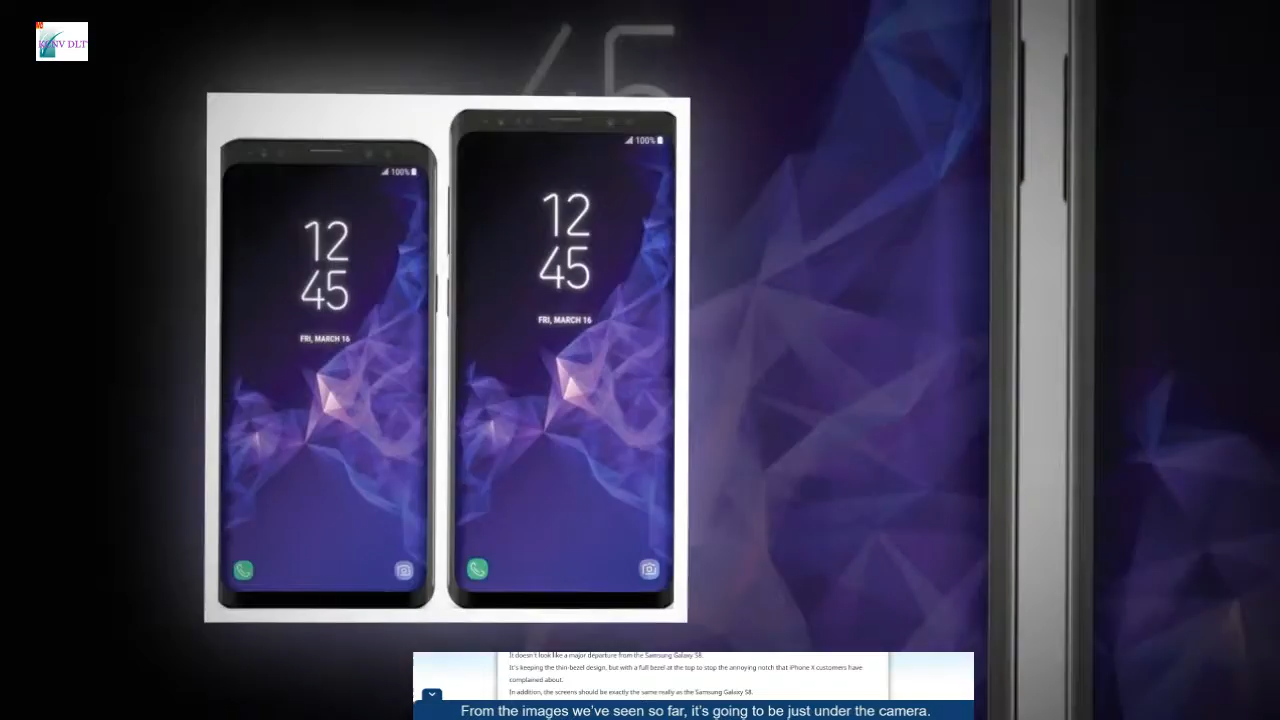 45
KENV DLT
100%
12
45
FRI, MARCH 16
100%
12
45
FRI, MARCH 16
It doesn't look like a major departure from the Samsung Galaxy S8.
It's keeping the thin-bezel design, but with a full bezel at the top to stop the annoying notch that iPhone X customers have
complained about.
In addition, the screens should be exactly the same really as the Samsung Galaxy S8.
From the images we've seen so far, it's going to be just under the camera.